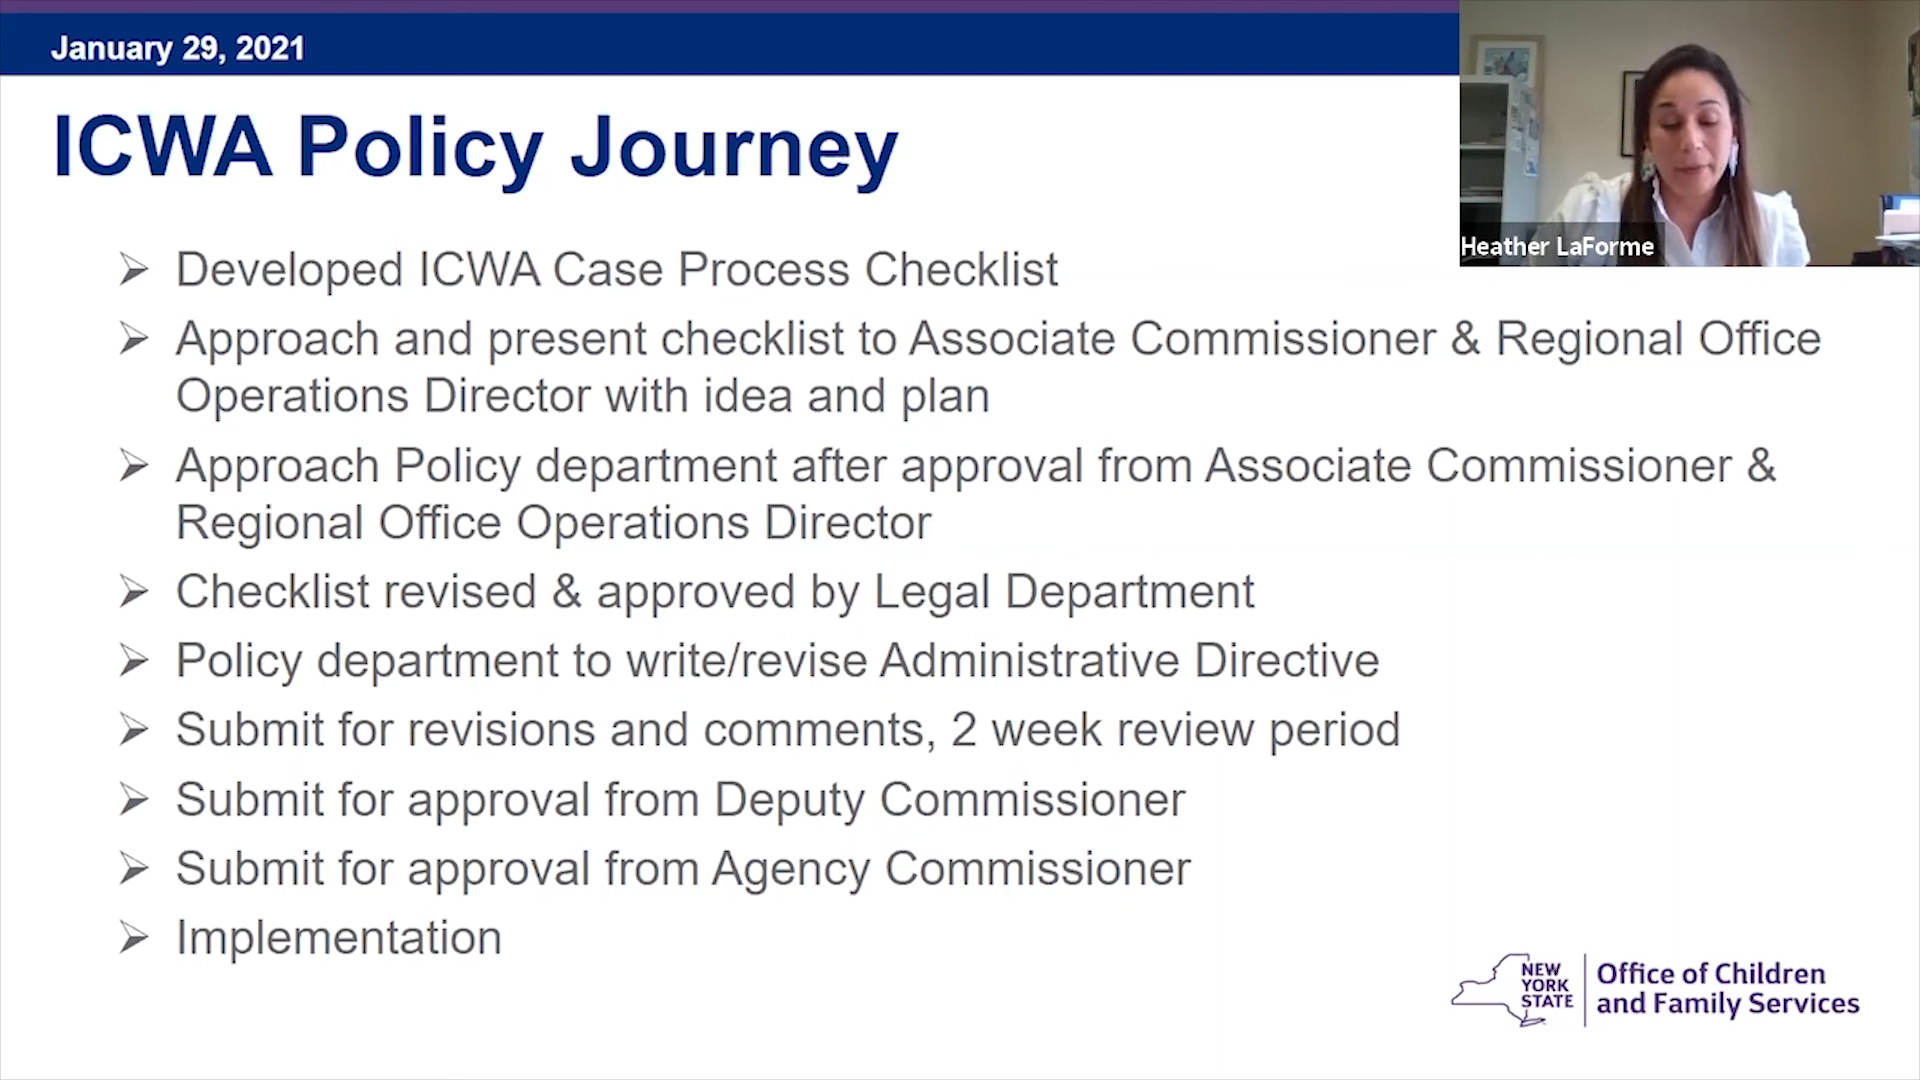 January 29, 2021
ICWA Policy Journey
Developed ICWA Case Process Checklist
Approach and present checklist to Associate Commissioner & Regional Office
Operations Director with idea and plan
Approach Policy department after approval from Associate Commissioner &
Regional Office Operations Director
Checklist revised & approved by Legal Department
Policy department to write/revise Administrative Directive
Submit for revisions and comments, 2 week review period
Submit for approval from Deputy Commissioner
Submit for approval from Agency Commissioner
Implementation
Heather LaForme
NEW
YORK
STATE
Office of Children
and Family Services